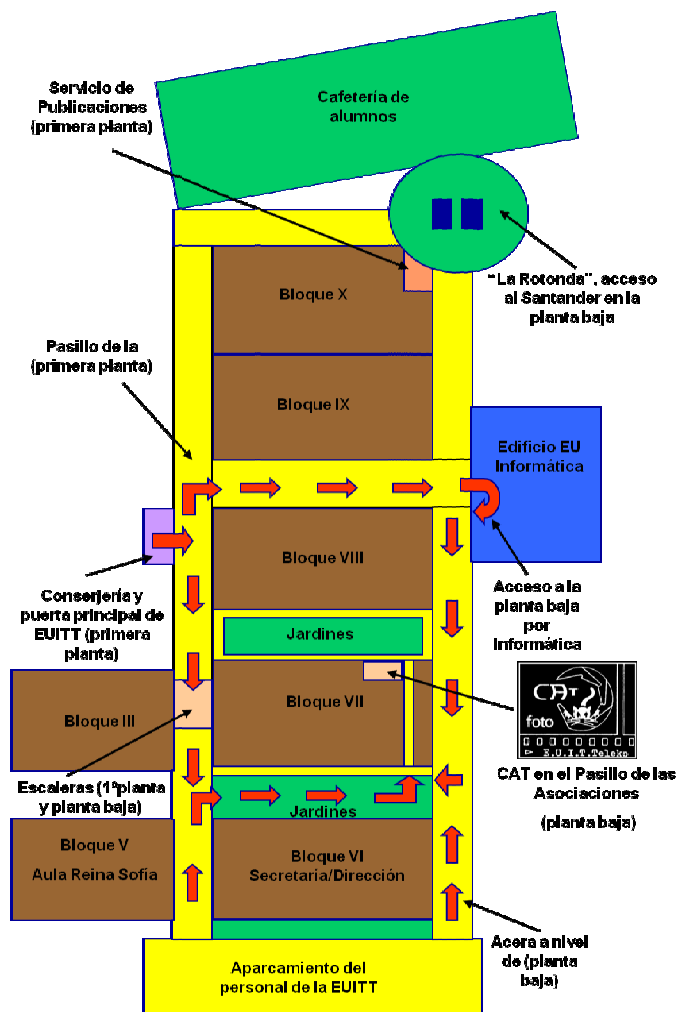 Servicio de
Publicaciones
(primera planta)
Cafetería de
alumnos
"La Rotonda", acceso
al Santander en la
planta baja
Bloque X
Pasillo de la
(primera planta)
Bloque IX
Edificio EU
Informática
Bloque VIII
Conserjería y
puerta principal de
EUITT (primera
planta)
Acceso a la
planta baja
por
Informática
Jardines
Bloque III
Bloque VII
CAT
foto
E.U.I.T.Teleko
CAT en el Pasillo de las
Asociaciones
(planta baja)
Escaleras (1ªplanta
y planta baja)
Jardines
Bloque V
Aula Reina Sofía
Bloque VI
Secretaria/Dirección
Acera a nivel
de (planta
baja)
Aparcamiento del
personal de la EUITT